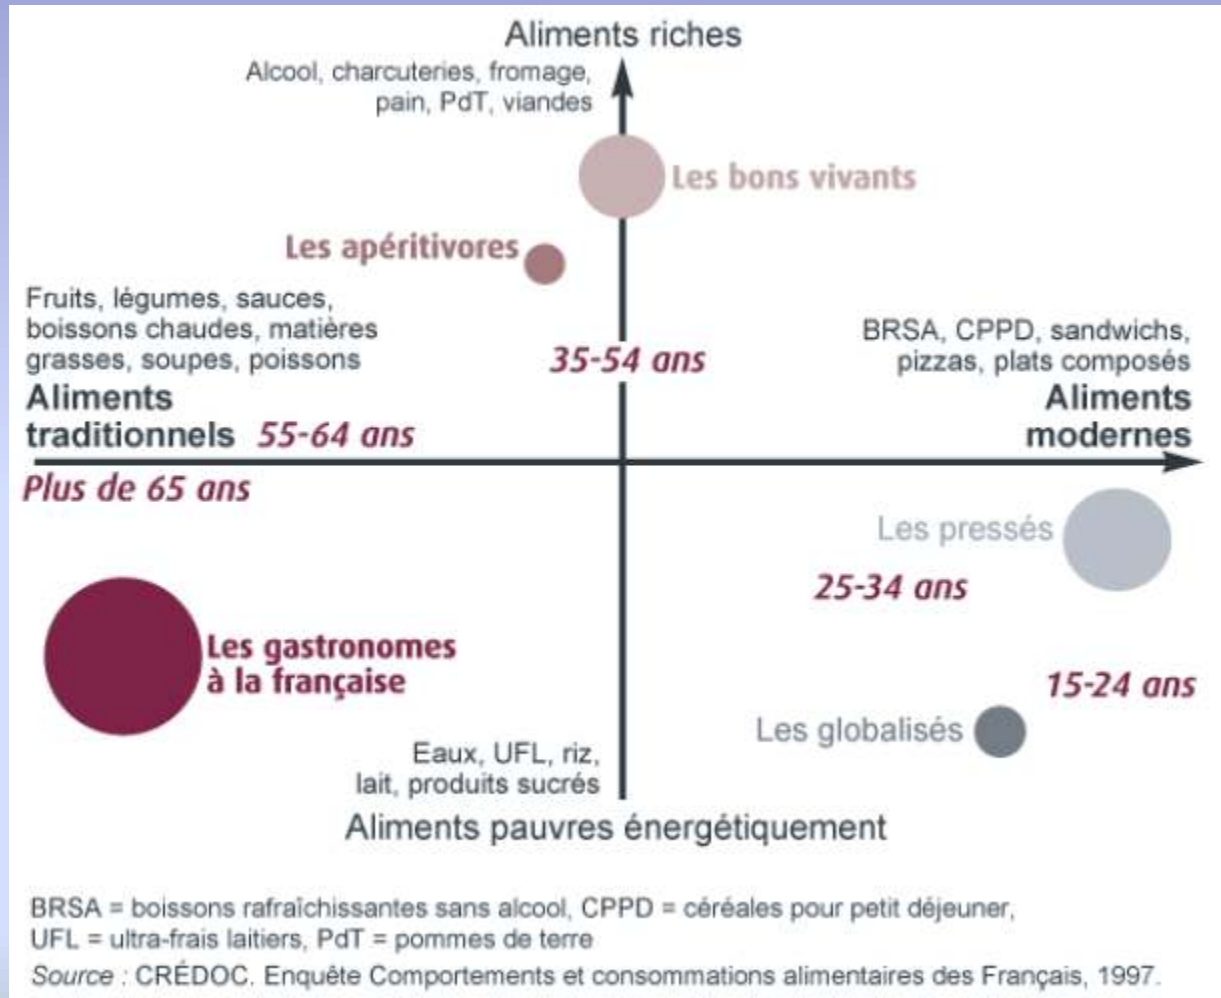 Aliments riches
Alcool, charcuteries, fromage,
pain, PdT, viandes
Les bons vivants
Les apéritivores
Fruits, légumes, sauces,
boissons chaudes, matières
grasses, soupes, poissons
Aliments
traditionnels
55-64 ans
Plus de 65 ans
35-54 ans
BRSA, CPPD, sandwichs,
pizzas, plats composés
Aliments
modernes
Les pressés
25-34 ans
Les gastronomes
à la française
15-24 ans
Les globalisés
Eaux, UFL, riz,
lait, produits sucrés
Aliments pauvres énergétiquement
BRSA = boissons rafraîchissantes sans alcool, CPPD = céréales pour petit déjeuner,
UFL = ultra-frais laitiers, PdT = pommes de terre
Source : CRÉDOC. Enquête Comportements et consommations alimentaires des Français, 1997.